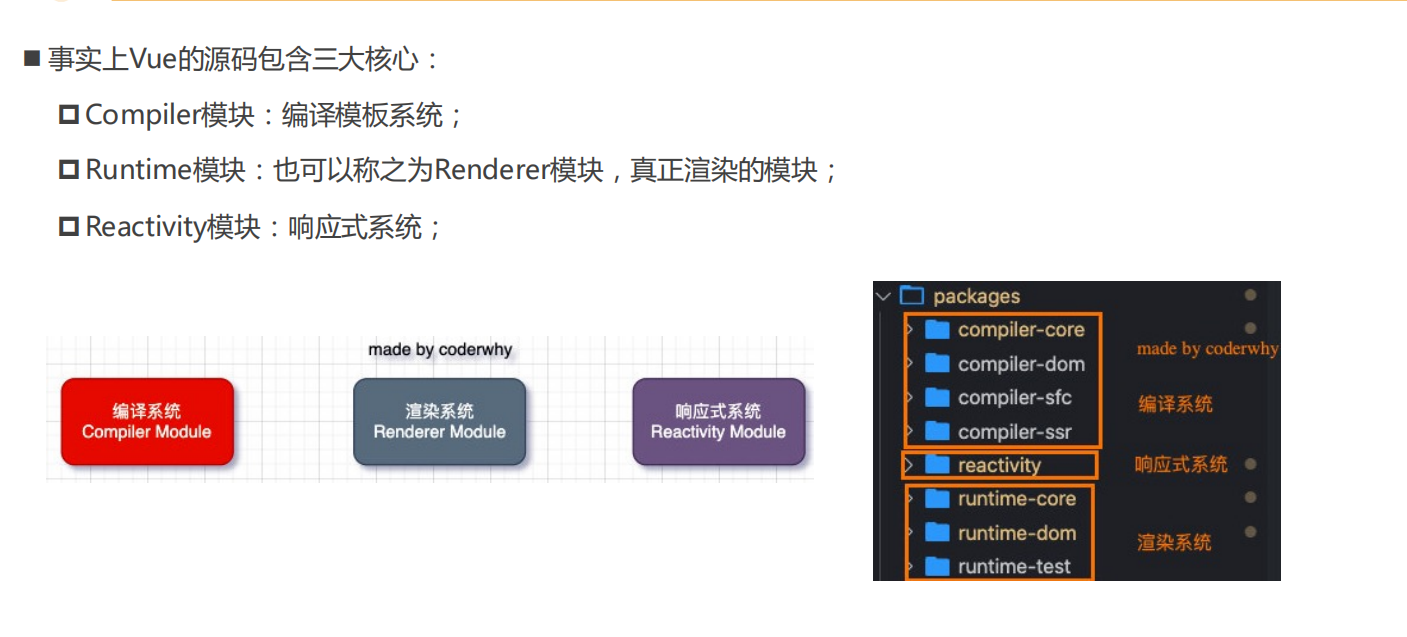 事实上Vue的源码包含三大核心：
Compiler模块：编译模板系统；
Runtime模块：也可以称之为Renderer模块，真正渲染的模块；
Reactivity模块：响应式系统；
made by coderwhy
编译系统
Compiler Module
渲染系统
Renderer Module
响应式系统
Reactivity Module
packages
compiler-core
made by coderwhy
compiler-dom
compiler-sfc
编译系统
compiler-ssr
reactivity
响应式系统
runtime-core
runtime-dom
渲染系统
runtime-test